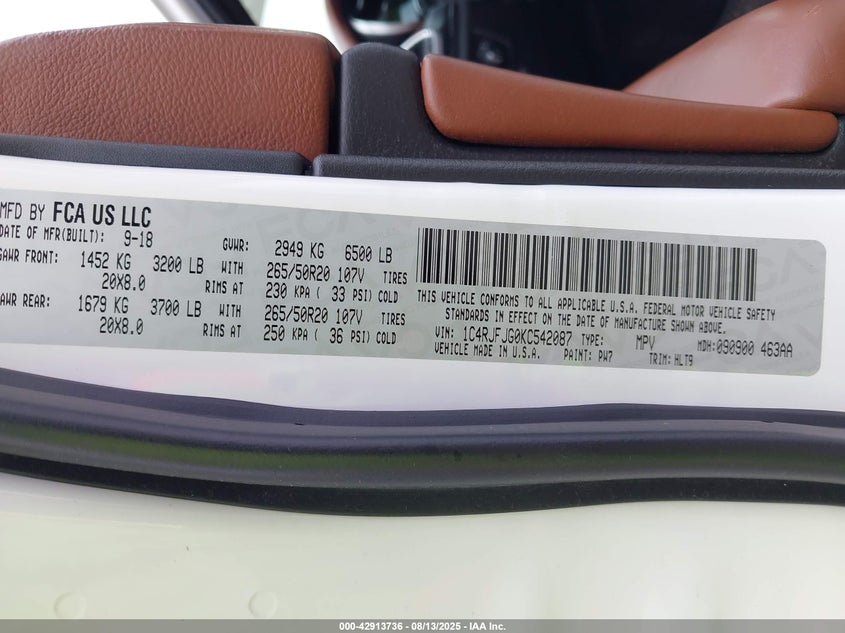 MFD BY FCA US LLC
DATE OF MFR(BUILT): 9-18 GVWR: 2949 KG 6500 LB
GAWR FRONT: 1452 KG 3200 LB WITH 265/50R20 107V TIRES
20X8.0 RIMS AT 230 KPA ( 33 PSI) COLD
AWR REAR: 1679 KG 3700 LB WITH 265/50R20 107V TIRES
20X8.0 RIMS AT 250 KPA ( 36 PSI) COLD
THIS VEHICLE CONFORMS TO ALL APPLICABLE U.S.A. FEDERAL MOTOR VEHICLE SAFETY
STANDARDS IN EFFECT ON THE DATE OF MANUFACTURE SHOWN ABOVE.
VIN: 1C4RJFJG0KC542087 TYPE: MPV MDH: 090900 463AA
VEHICLE MADE IN U.S.A. PAINT: PW7 TRIM: HLT9
000-42913736 - 08/13/2025 - IAA Inc.